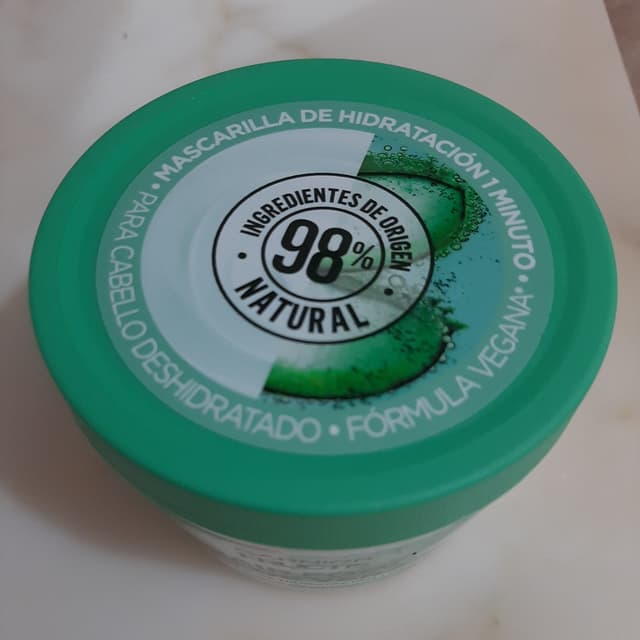 MASCARILLA DE HIDRATACIÓN 1 MINUTO •
FÓRMULA VEGANA •
PARA CABELLO DESHIDRATADO •
INGREDIENTES DE ORIGEN
98%
• NATURAL •